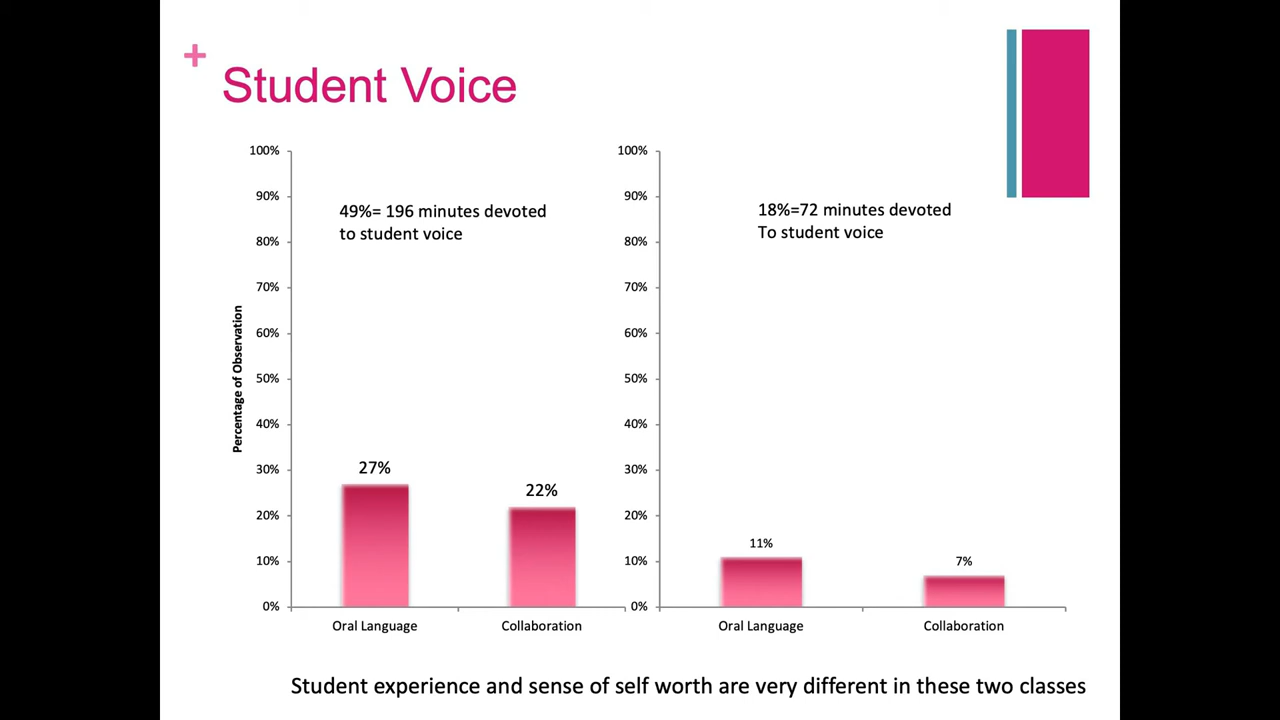 +
Student Voice
100%
90%
80%
70%
60%
50%
40%
30%
20%
10%
0%
Percentage of Observation
49%= 196 minutes devoted
to student voice
27%
22%
Oral Language
Collaboration
100%
90%
80%
70%
60%
50%
40%
30%
20%
10%
0%
18%=72 minutes devoted
To student voice
11%
7%
Oral Language
Collaboration
Student experience and sense of self worth are very different in these two classes